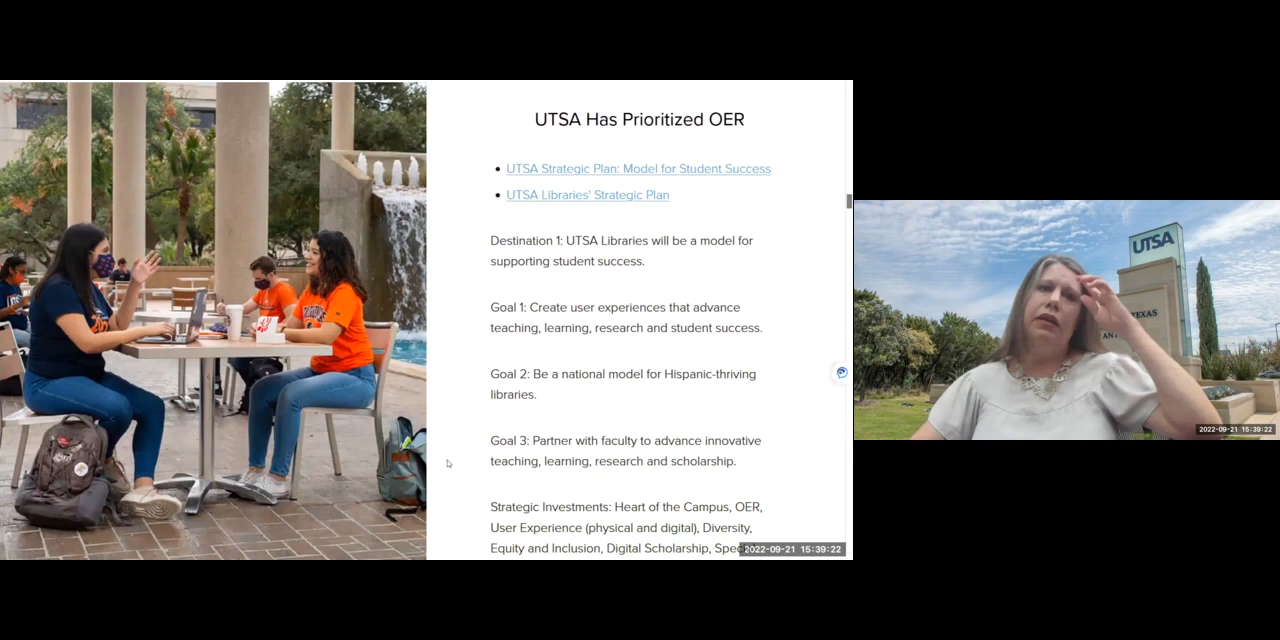 UTSA Has Prioritized OER
UTSA Strategic Plan: Model for Student Success
UTSA Libraries' Strategic Plan
Destination 1: UTSA Libraries will be a model for
supporting student success.
Goal 1: Create user experiences that advance
teaching, learning, research and student success.
Goal 2: Be a national model for Hispanic-thriving
libraries.
Goal 3: Partner with faculty to advance innovative
teaching, learning, research and scholarship.
Strategic Investments: Heart of the Campus, OER,
User Experience (physical and digital), Diversity,
Equity and Inclusion, Digital Scholarship,
2022-09-21 15:39:22
UTSA
TEXAS
2022-09-21 15:39:22